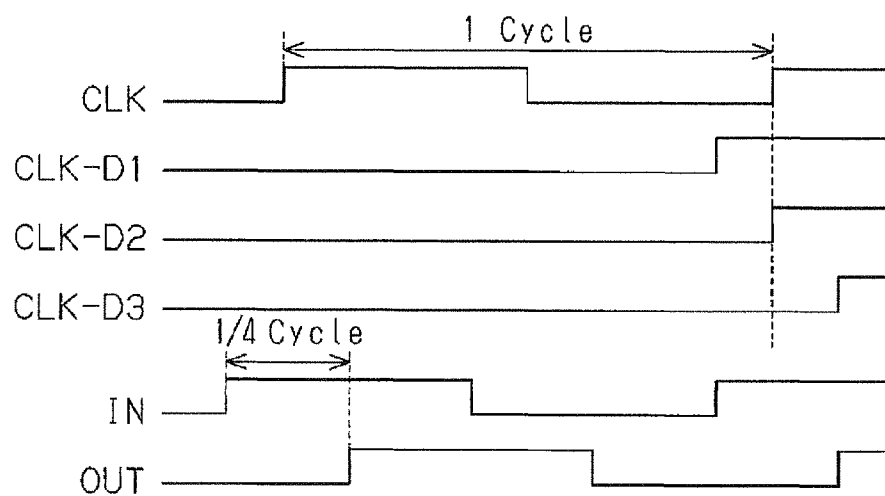 1 Cycle
CLK
CLK-D1
CLK-D2
CLK-D3
1/4 Cycle
IN
OUT